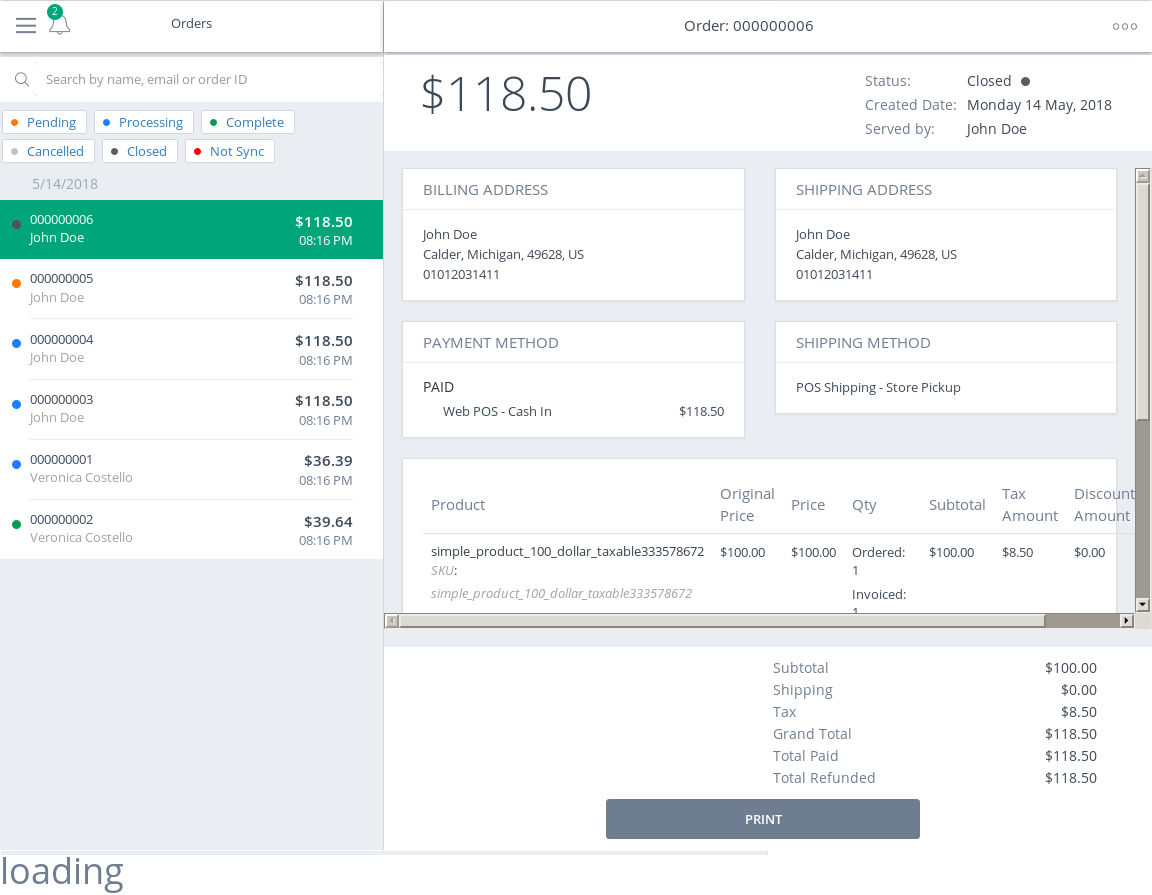 2
Orders
Order: 000000006
Search by name, email or order ID
Pending
Processing
Complete
Cancelled
Closed
Not Sync
5/14/2018
000000006 $118.50
John Doe 08:16 PM
000000005 $118.50
John Doe 08:16 PM
000000004 $118.50
John Doe 08:16 PM
000000003 $118.50
John Doe 08:16 PM
000000001 $36.39
Veronica Costello 08:16 PM
000000002 $39.64
Veronica Costello 08:16 PM
$118.50
Status: Closed
Created Date: Monday 14 May, 2018
Served by: John Doe
BILLING ADDRESS
John Doe
Calder, Michigan, 49628, US
01012031411
SHIPPING ADDRESS
John Doe
Calder, Michigan, 49628, US
01012031411
PAYMENT METHOD
PAID
Web POS - Cash In $118.50
SHIPPING METHOD
POS Shipping - Store Pickup
Product
Original
Price
Price
Qty
Subtotal
Tax
Amount
Discount
Amount
simple_product_100_dollar_taxable333578672 $100.00 $100.00 Ordered: $100.00 $8.50 $0.00
SKU: 1
simple_product_100_dollar_taxable333578672 Invoiced:
1
Subtotal $100.00
Shipping $0.00
Tax $8.50
Grand Total $118.50
Total Paid $118.50
Total Refunded $118.50
PRINT
loading